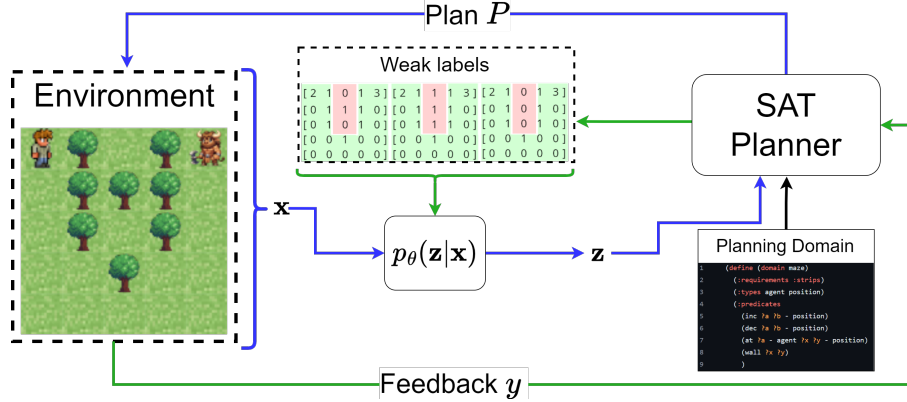 Plan P
Weak labels
[2 1 0 1 3] [2 1 1 1 3] [2 1 0 1 3]
[0 1 1 1 0] [0 1 1 1 0] [0 1 1 1 0]
[0 1 0 1 0] [0 1 1 1 0] [0 1 0 1 0]
[0 0 1 0 0] [0 0 1 0 0] [0 0 1 0 0]
[0 0 0 0 0] [0 0 0 0 0] [0 0 0 0 0]
Environment
SAT
Planner
x
pθ(z|x)
z
Planning Domain
1 (define (domain maze)
2 (:requirements :strips)
3 (:types agent position)
4 (:predicates
5 (inc ?a ?b - position)
6 (dec ?a ?b - position)
7 (at ?a - agent ?x ?y - position)
8 (wall ?x ?y)
9 )
Feedback y